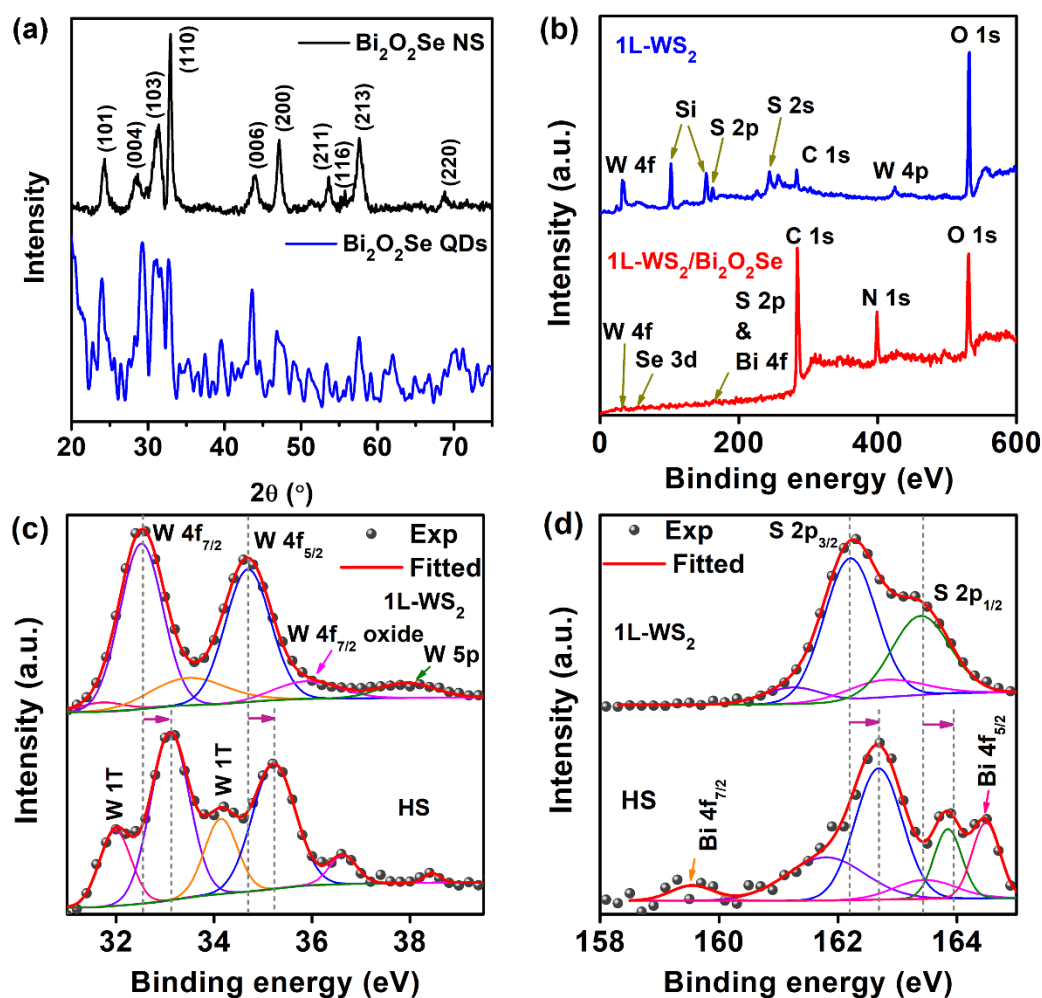 (a)
Bi₂O₂Se NS
(101)
(004)
(103)
(110)
(006)
(200)
(211)
(116)
(213)
(220)
Bi₂O₂Se QDs
Intensity
20 30 40 50 60 70
2θ (°)
(b)
1L-WS₂
O 1s
Si
S 2s
S 2p
C 1s
W 4f
W 4p
C 1s
O 1s
1L-WS₂/Bi₂O₂Se
S 2p
&
Bi 4f
N 1s
W 4f
Se 3d
Intensity (a.u.)
0 200 400 600
Binding energy (eV)
(c)
W 4f₇/₂
W 4f₅/₂
Exp
Fitted
1L-WS₂
W 4f₇/₂ oxide
W 5p
W 1T
W 1T
HS
Intensity (a.u.)
32 34 36 38
Binding energy (eV)
(d)
Exp
Fitted
S 2p₃/₂
S 2p₁/₂
1L-WS₂
HS
Bi 4f₇/₂
Bi 4f₅/₂
Intensity (a.u.)
158 160 162 164
Binding energy (eV)